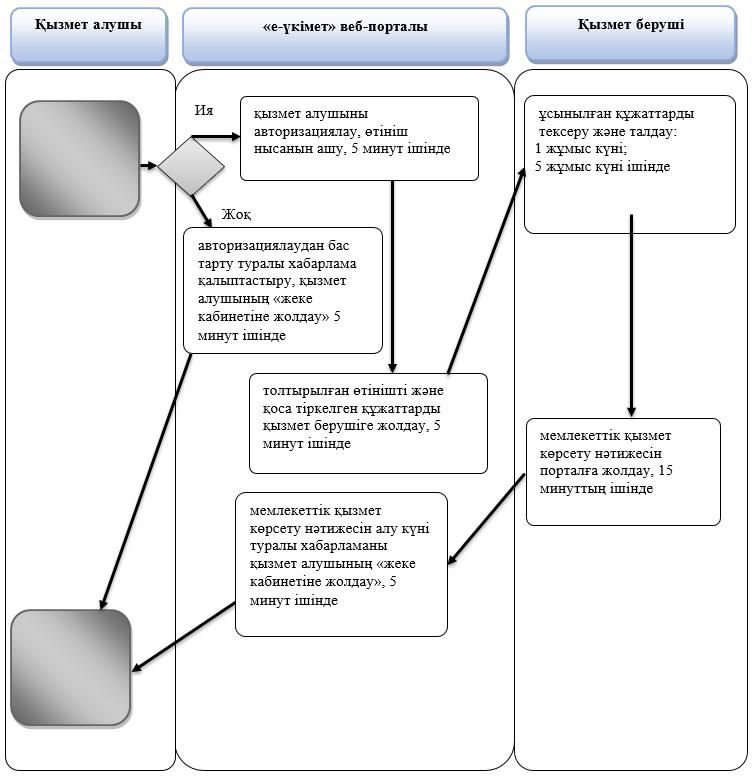 Қызмет алушы
«е-үкімет» веб-порталы
Қызмет беруші
Ия
қызмет алушыны
авторизациялау, өтініш
нысанын ашу, 5 минут ішінде
ұсынылған құжаттарды
тексеру және талдау:
1 жұмыс күні;
5 жұмыс күні ішінде
Жоқ
авторизациялаудан бас
тарту туралы хабарлама
қалыптастыру, қызмет
алушының «жеке
кабинетіне жолдау» 5
минут ішінде
толтырылған өтінішті және
қоса тіркелген құжаттарды
қызмет берушіге жолдау, 5
минут ішінде
мемлекеттік қызмет
көрсету нәтижесін
порталға жолдау, 15
минуттың ішінде
мемлекеттік қызмет
көрсету нәтижесін алу күні
туралы хабарламаны
қызмет алушының «жеке
кабинетіне жолдау», 5
минут ішінде